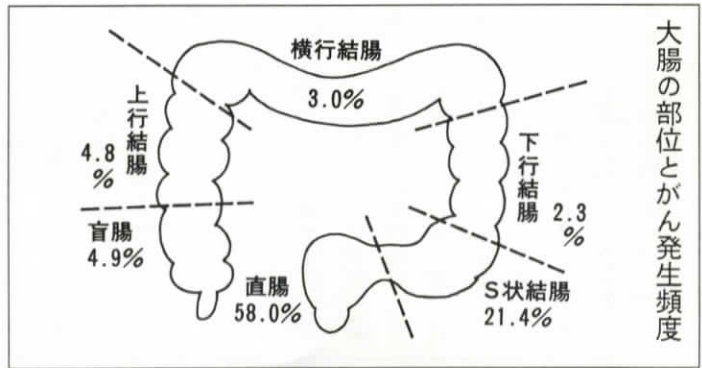 大腸の部位とがん発生頻度
横行結腸
3.0%
上行結腸
4.8
%
下行結腸
2.3
%
盲腸
4.9%
直腸
58.0%
S状結腸
21.4%